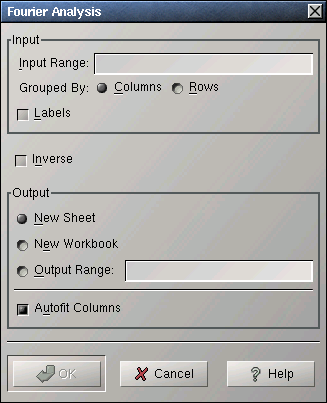 Fourier Analysis
Input
Input Range:
Grouped By: Columns Rows
Labels
Inverse
Output
New Sheet
New Workbook
Output Range:
Autofit Columns
OK Cancel Help